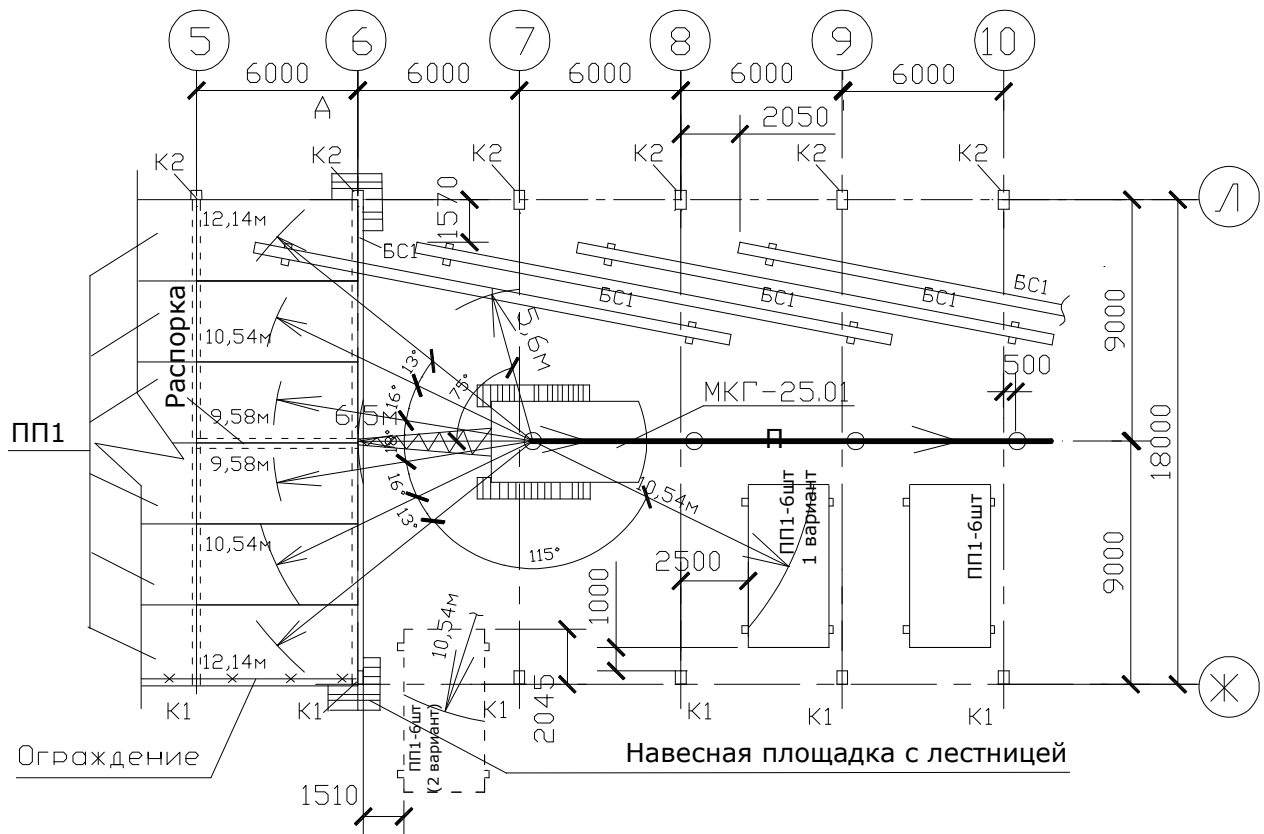 5 6 7 8 9 10
6000 6000 6000 6000 6000
А
2050
К2 К2 К2 К2 К2 К2
Л
1570
12,14м
БС1
БС1 БС1 БС1 БС1
5,6м
9000
10,54м
Распорка
13°
75°
16°
500
МКГ-25.01
9,58м
18°
ПП1
П
18000
9,58м
16°
13°
10,54м
10,54м
115°
ПП1-6шт
1 вариант
ПП1-6шт
2500
1000
9000
10,54м
12,14м
2045
Ж
К1 К1 К1 К1 К1 К1
ПП1-6шт
(2 вариант)
Ограждение
Навесная площадка с лестницей
1510